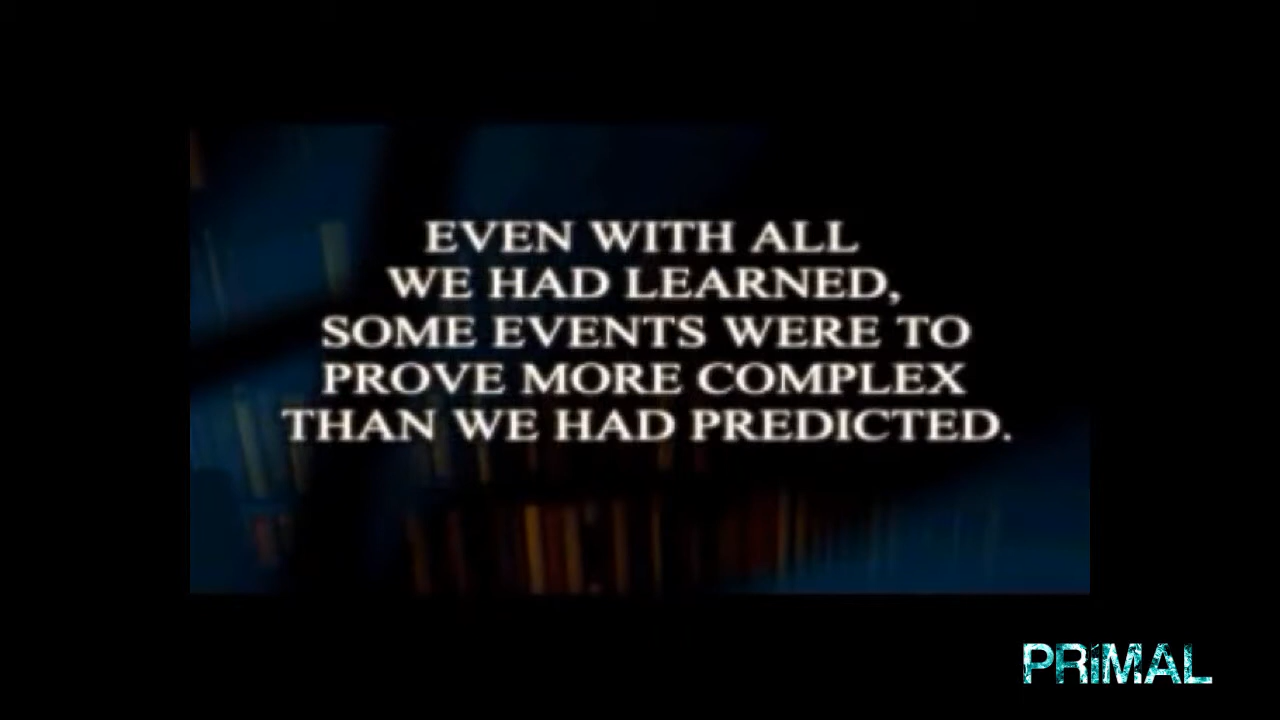 EVEN WITH ALL
WE HAD LEARNED,
SOME EVENTS WERE TO
PROVE MORE COMPLEX
THAN WE HAD PREDICTED.
PRiMAL